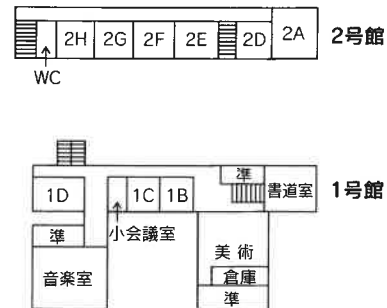 2H 2G 2F 2E 2D 2A 2号館
WC
準
1D 1C 1B 書道室 1号館
準 小会議室
美術
音楽室 倉庫
準